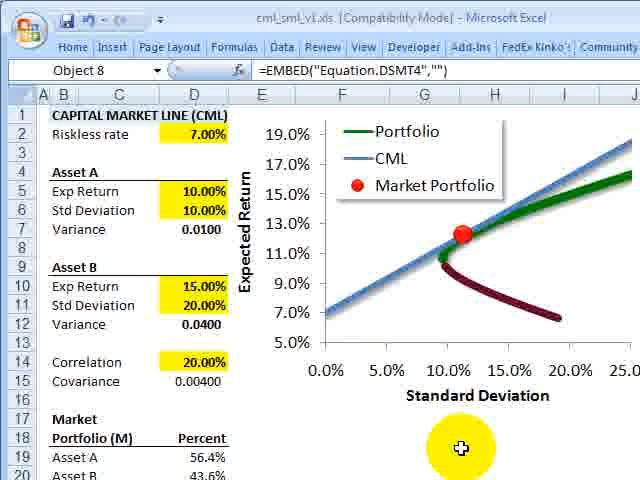 cml_sml_v1.xls [Compatibility Mode] - Microsoft Excel
Home Insert Page Layout Formulas Data Developer Add-Ins FedEx Kinko's Community
Object 8 fx =EMBED("Equation.DSMT4","")
A B C D E F G H I J
1 CAPITAL MARKET LINE (CML)
2 Riskless rate 7.00%
3
4 Asset A
5 Exp Return 10.00%
6 Std Deviation 10.00%
7 Variance 0.0100
8
9 Asset B
10 Exp Return 15.00%
11 Std Deviation 20.00%
12 Variance 0.0400
13
14 Correlation 20.00%
15 Covariance 0.00400
16
17 Market
18 Portfolio (M) Percent
19 Asset A 56.4%
20 Asset B 43.6%
Expected Return
19.0%
17.0%
15.0%
13.0%
11.0%
9.0%
7.0%
5.0%
Portfolio
CML
Market Portfolio
0.0% 5.0% 10.0% 15.0% 20.0% 25.0
Standard Deviation